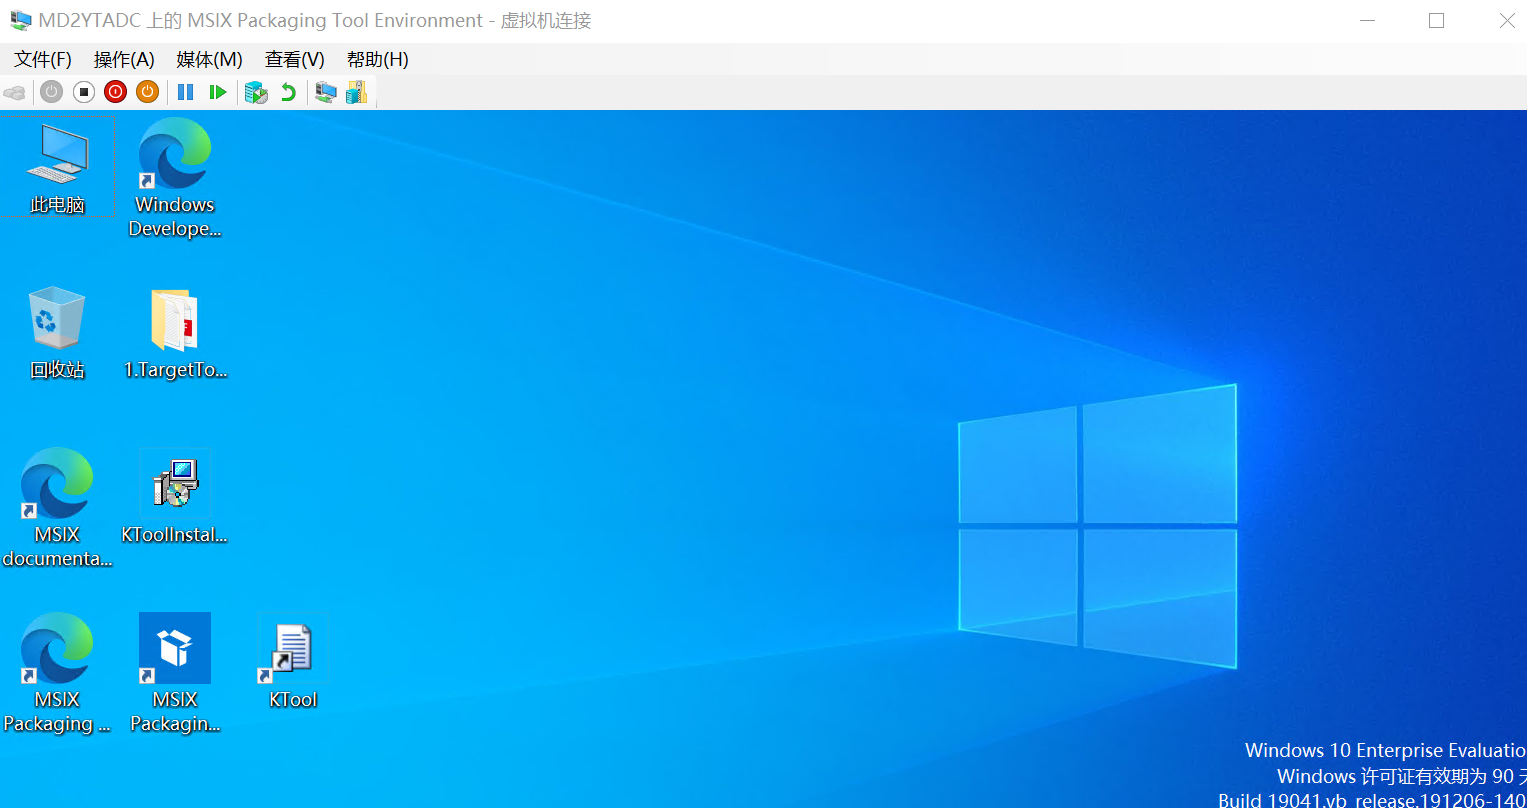 MD2YTADC 上的 MSIX Packaging Tool Environment - 虚拟机连接
文件(F) 操作(A) 媒体(M) 查看(V) 帮助(H)
此电脑
Windows
Develope...
回收站
1.TargetTo...
MSIX
documenta...
KToolInstal...
MSIX
Packaging ...
MSIX
Packagin...
KTool
Windows 10 Enterprise Evaluatio
Windows 许可证有效期为 90 天
Build 19041.vb_release.191206-140